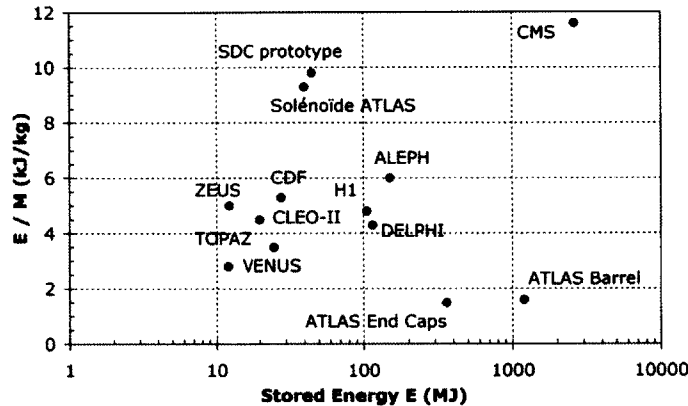 12
10
8
6
4
2
0
E / M (kJ/kg)
CMS
SDC prototype
Solénoïde ATLAS
ALEPH
CDF
ZEUS
H1
CLEO-II
DELPHI
TOPAZ
VENUS
ATLAS Barrel
ATLAS End Caps
1 10 100 1000 10000
Stored Energy E (MJ)